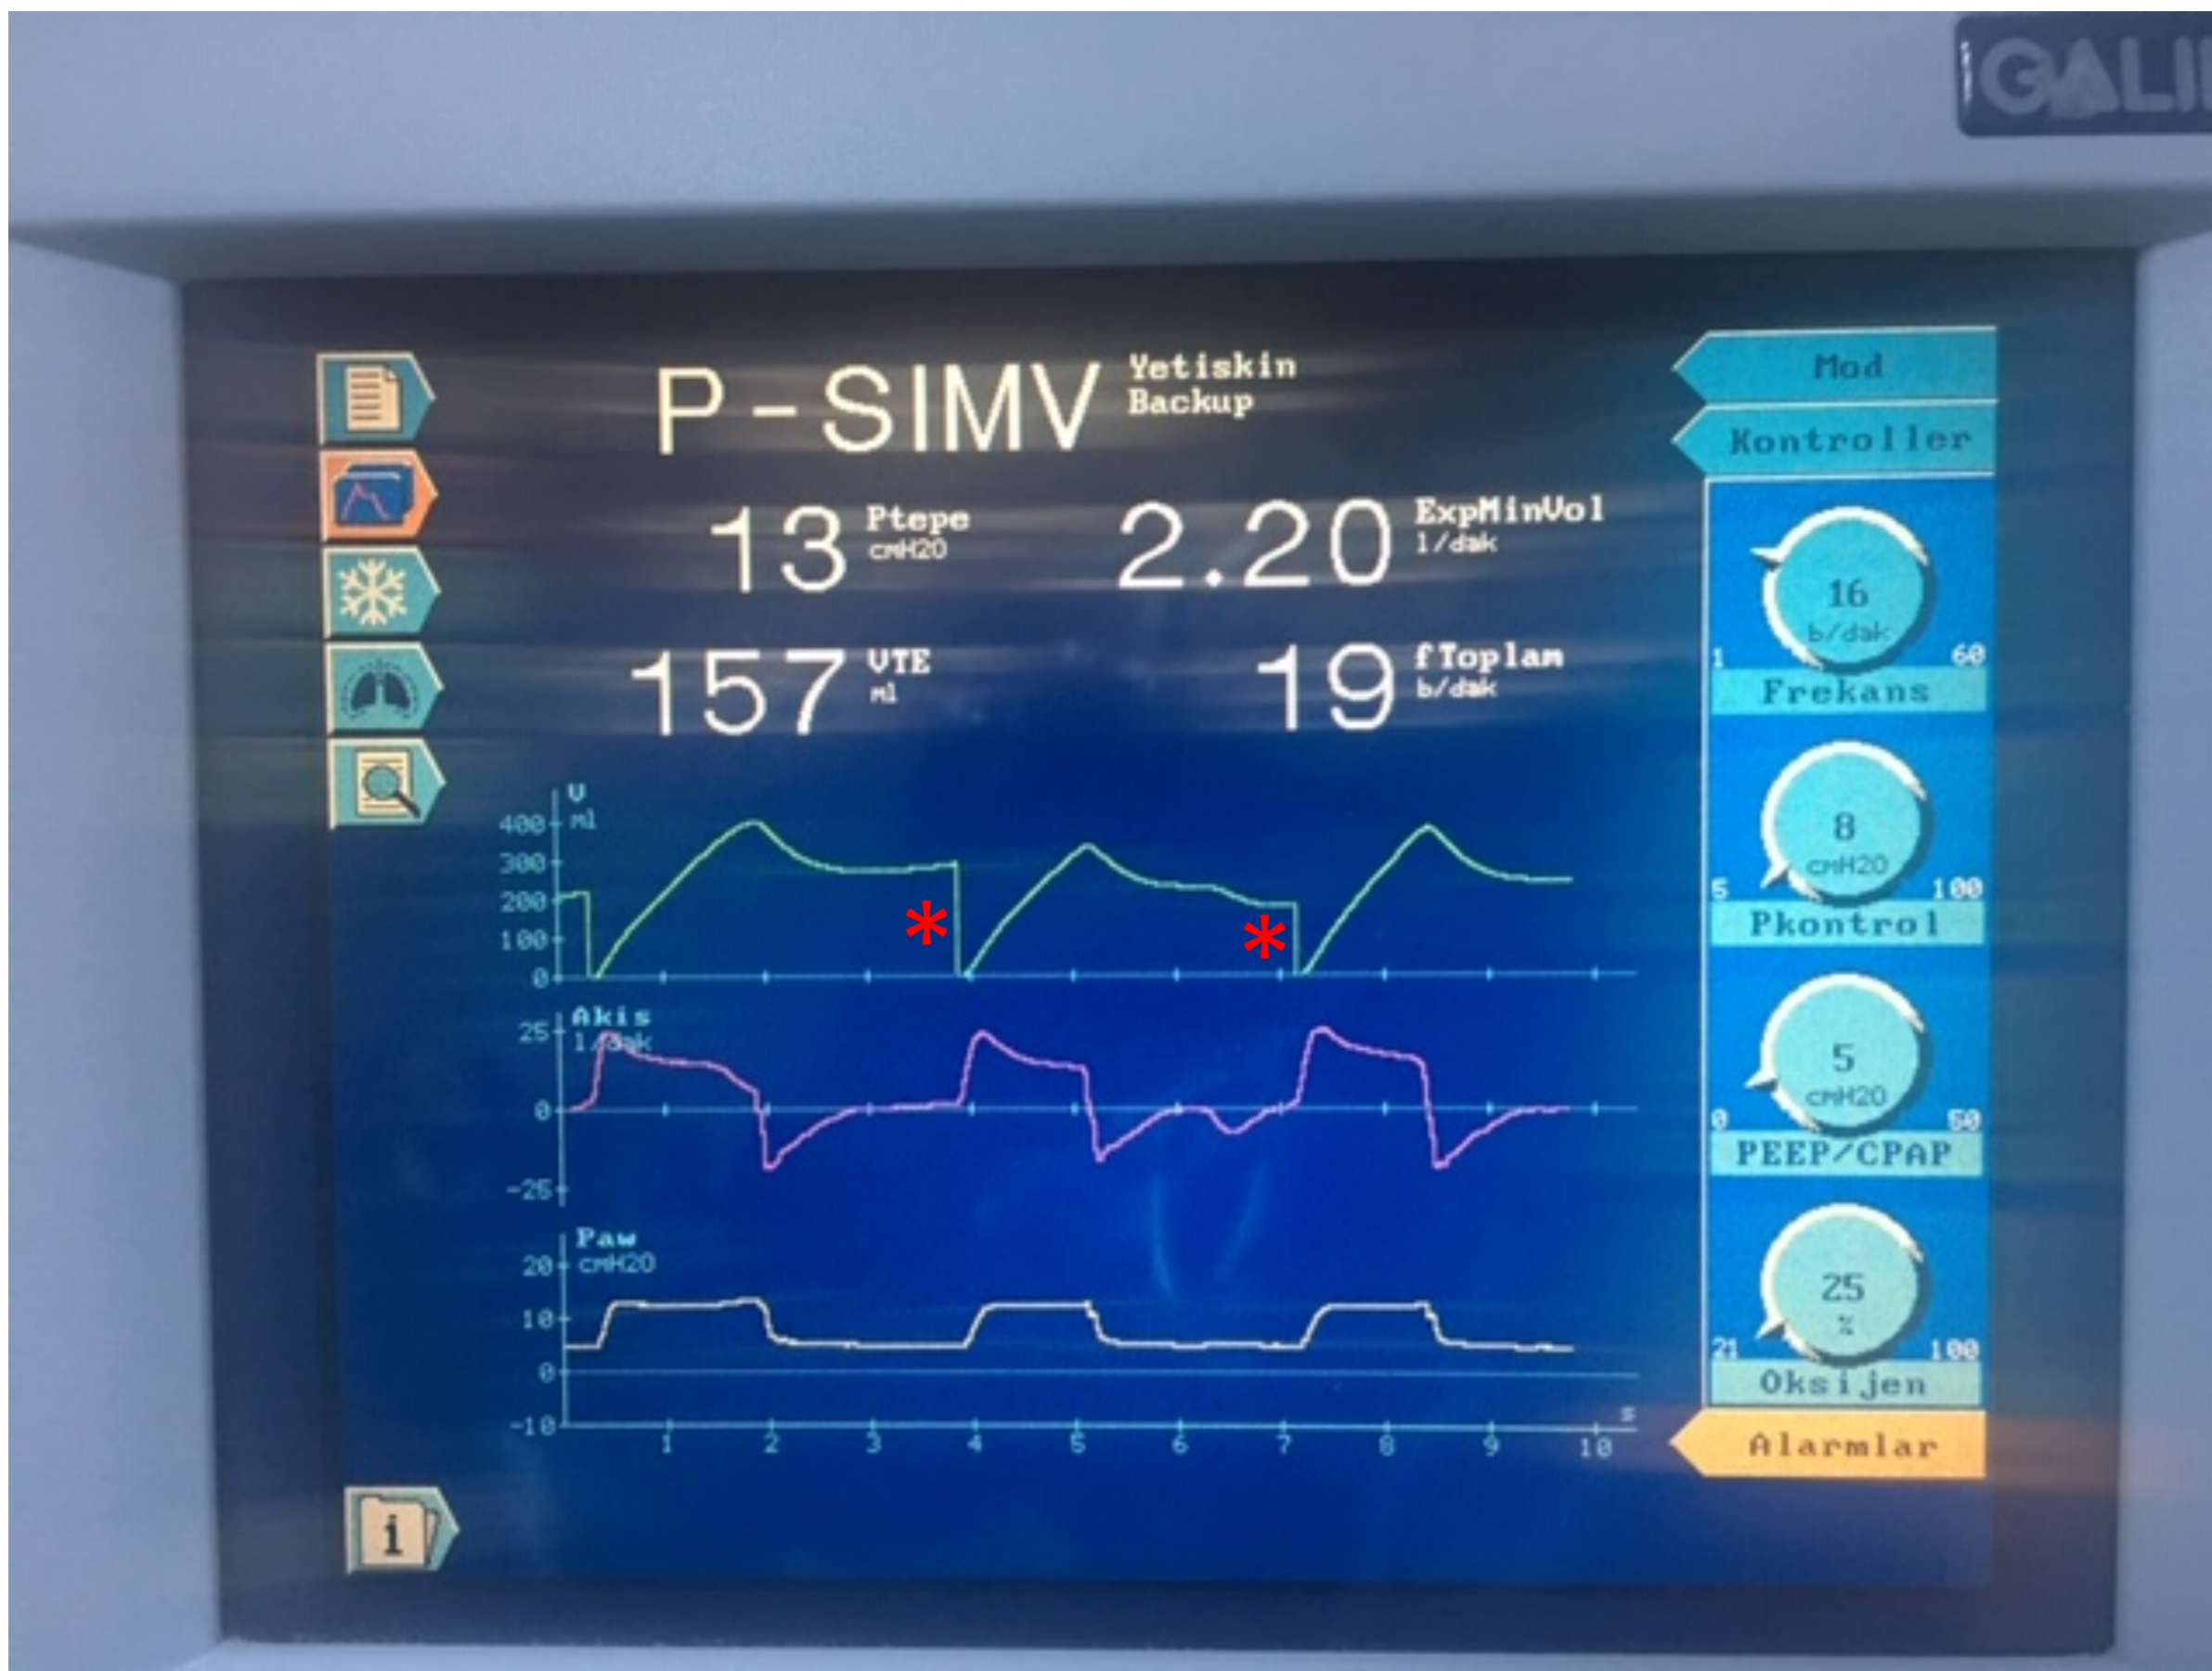 GALI
P-SIMV Yetiskin
Backup
13 Ptepe
cmH2O
2.20 ExpMinVol
l/dak
157 VTE
ml
19 fToplam
b/dak
Mod
Kontroller
16
b/dak
1 60
Frekans
8
cmH2O
5 100
Pkontrol
5
cmH2O
0 50
PEEP/CPAP
25
%
21 100
Oksijen
Alarmlar
V
ml
400
300
200
100
0
*
*
Akis
l/dak
25
0
-25
Paw
cmH2O
20
10
0
-10
s
1 2 3 4 5 6 7 8 9 10
i